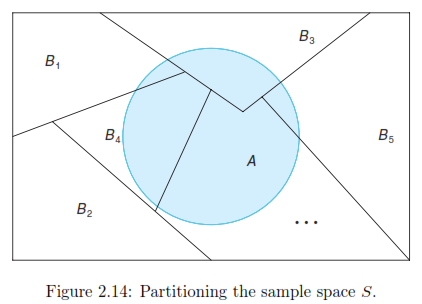 B₃
B₁
B₄
B₅
A
B₂
...
Figure 2.14: Partitioning the sample space S.